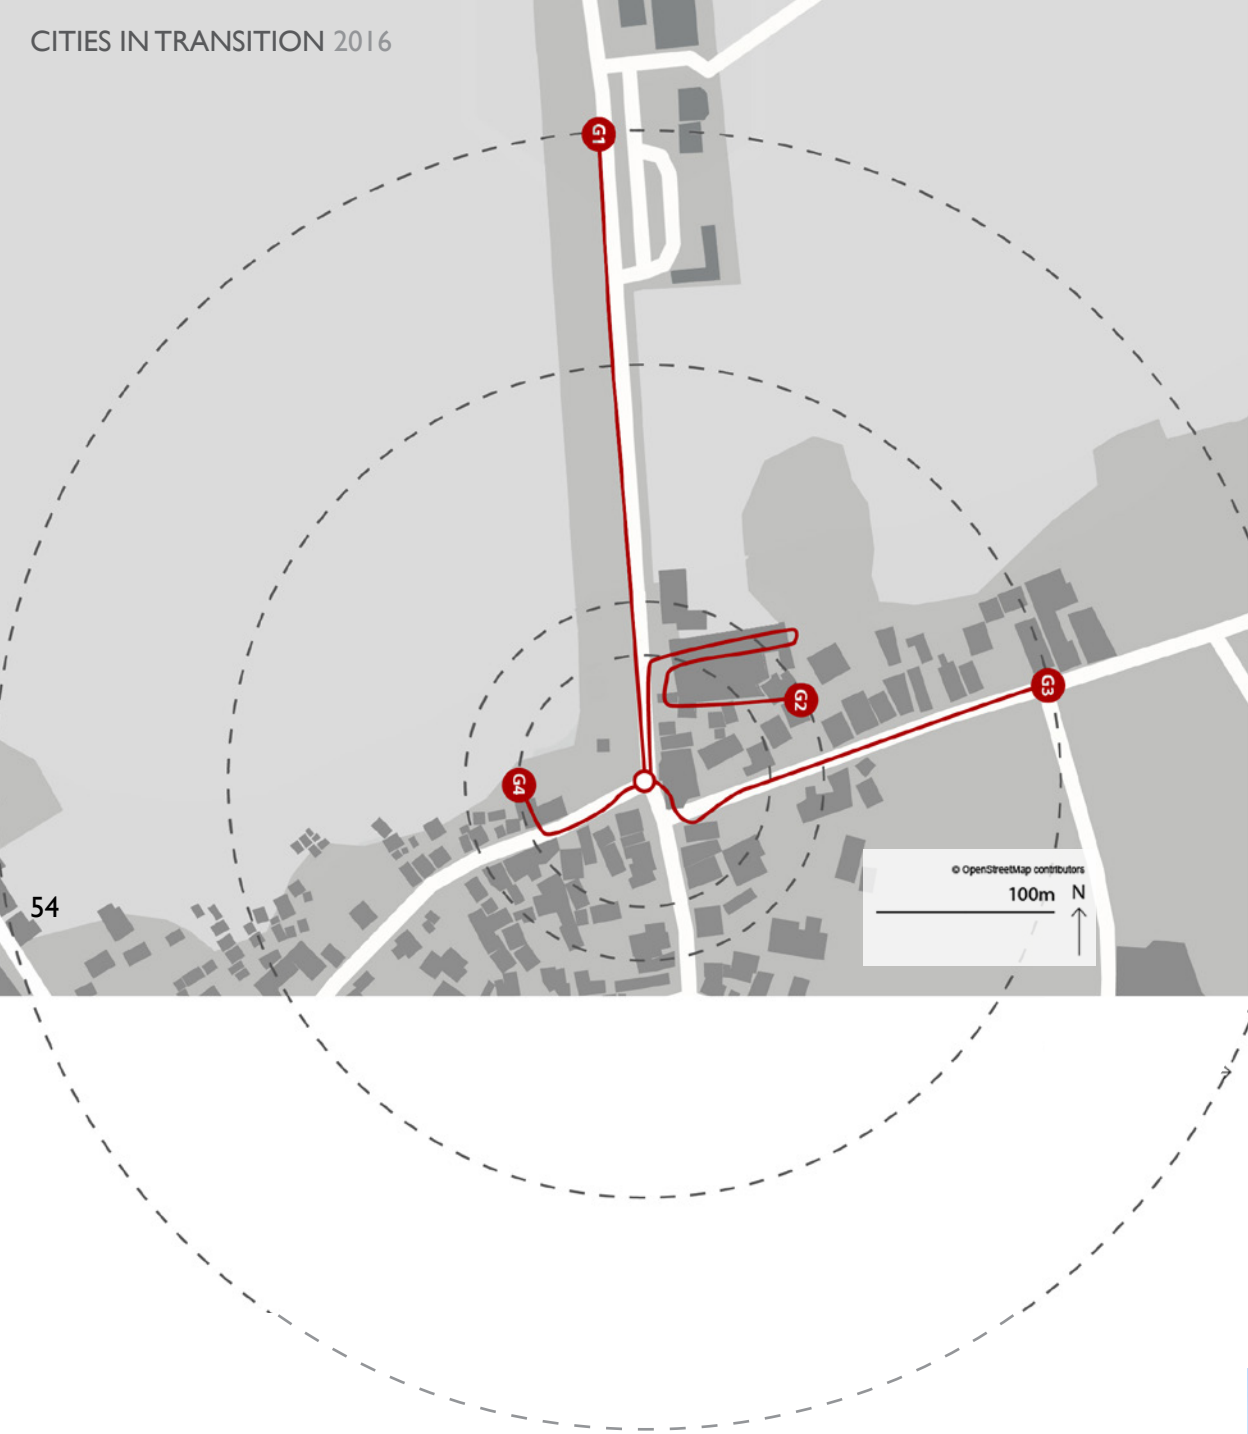 CITIES IN TRANSITION 2016
G1
G2
G3
G4
54
© OpenStreetMap contributors
100m N